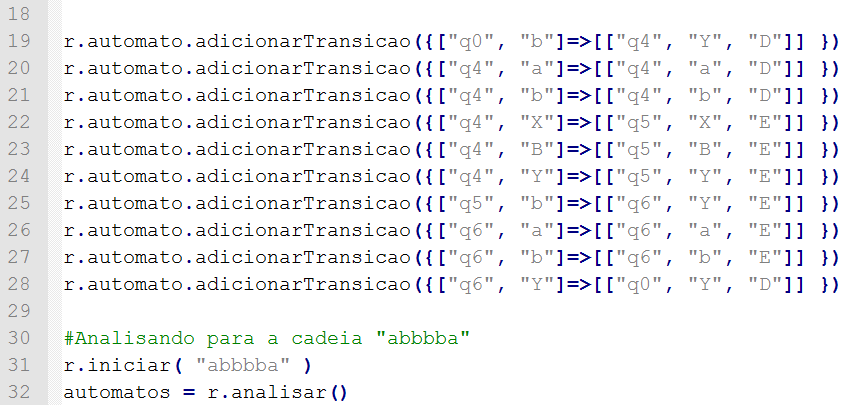 18
19 r.automato.adicionarTransicao({["q0", "b"]=>[["q4", "Y", "D"]] })
20 r.automato.adicionarTransicao({["q4", "a"]=>[["q4", "a", "D"]] })
21 r.automato.adicionarTransicao({["q4", "b"]=>[["q4", "b", "D"]] })
22 r.automato.adicionarTransicao({["q4", "X"]=>[["q5", "X", "E"]] })
23 r.automato.adicionarTransicao({["q4", "B"]=>[["q5", "B", "E"]] })
24 r.automato.adicionarTransicao({["q4", "Y"]=>[["q5", "Y", "E"]] })
25 r.automato.adicionarTransicao({["q5", "b"]=>[["q6", "Y", "E"]] })
26 r.automato.adicionarTransicao({["q6", "a"]=>[["q6", "a", "E"]] })
27 r.automato.adicionarTransicao({["q6", "b"]=>[["q6", "b", "E"]] })
28 r.automato.adicionarTransicao({["q6", "Y"]=>[["q0", "Y", "D"]] })
29
30 #Analisando para a cadeia "abbbba"
31 r.iniciar( "abbbba" )
32 automatos = r.analisar()